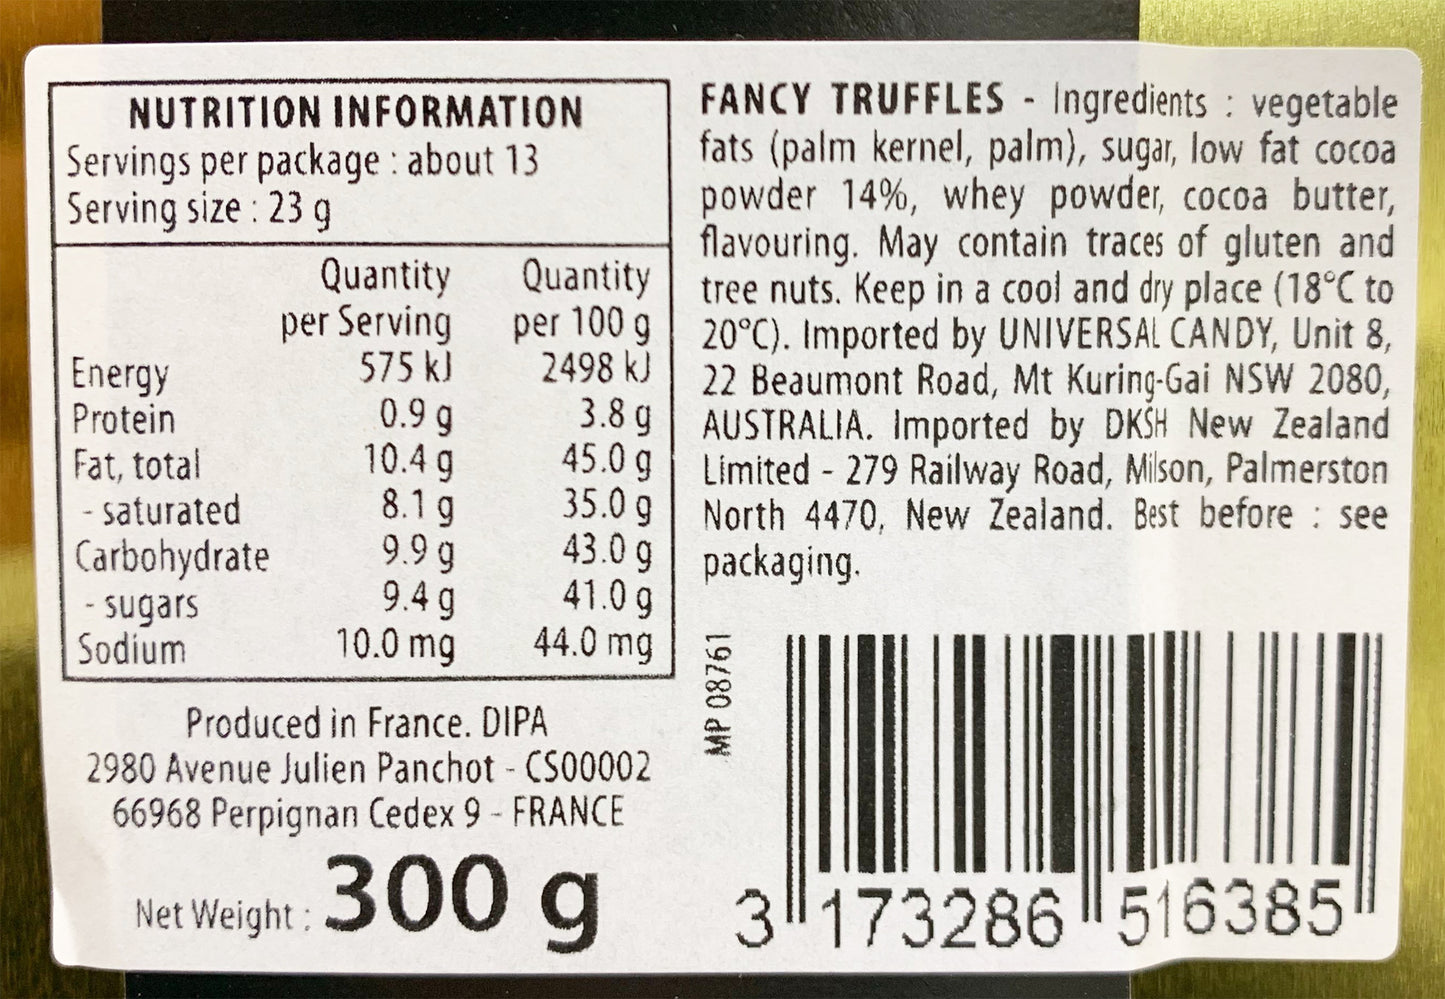 NUTRITION INFORMATION
Servings per package : about 13
Serving size : 23 g
Quantity Quantity
per Serving per 100 g
Energy 575 kJ 2498 kJ
Protein 0.9 g 3.8 g
Fat, total 10.4 g 45.0 g
- saturated 8.1 g 35.0 g
Carbohydrate 9.9 g 43.0 g
- sugars 9.4 g 41.0 g
Sodium 10.0 mg 44.0 mg
Produced in France. DIPA
2980 Avenue Julien Panchot - CS00002
66968 Perpignan Cedex 9 - FRANCE
Net Weight : 300 g
FANCY TRUFFLES - Ingredients : vegetable
fats (palm kernel, palm), sugar, low fat cocoa
powder 14%, whey powder, cocoa butter,
flavouring. May contain traces of gluten and
tree nuts. Keep in a cool and dry place (18°C to
20°C). Imported by UNIVERSAL CANDY, Unit 8,
22 Beaumont Road, Mt Kuring-Gai NSW 2080,
AUSTRALIA. Imported by DKSH New Zealand
Limited - 279 Railway Road, Milson, Palmerston
North 4470, New Zealand. Best before : see
packaging.
MP 08761
3 173286 516385